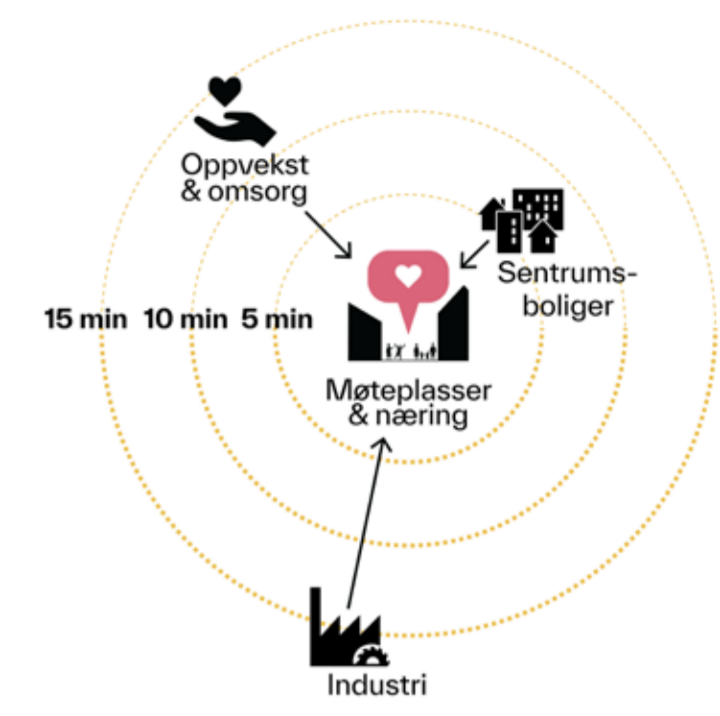 Oppvekst
& omsorg
Sentrums-
boliger
15 min 10 min 5 min
Møteplasser
& næring
Industri